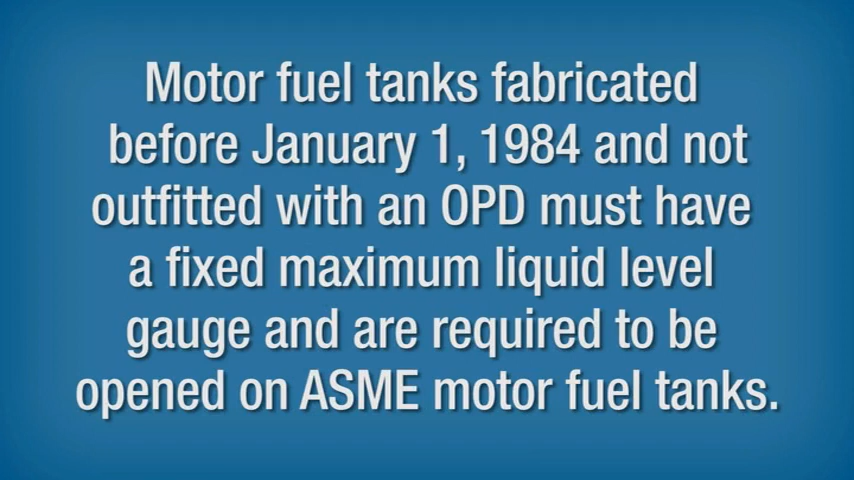 Motor fuel tanks fabricated
before January 1, 1984 and not
outfitted with an OPD must have
a fixed maximum liquid level
gauge and are required to be
opened on ASME motor fuel tanks.